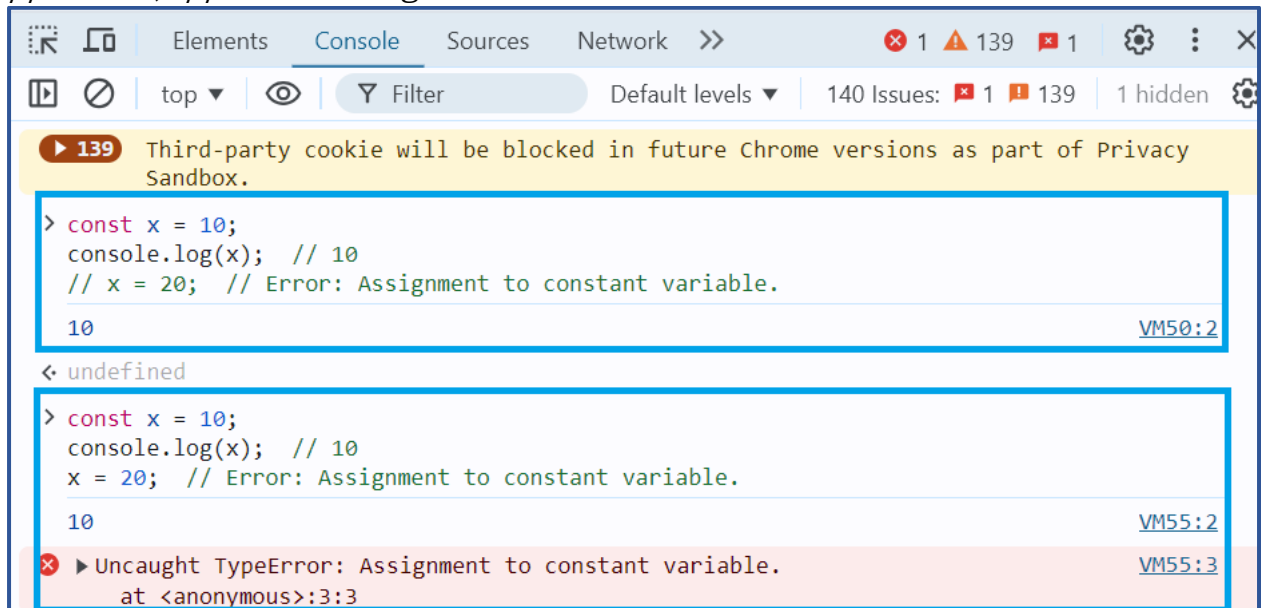 Elements Console Sources Network >> 1 139 1
top ▼ Filter Default levels ▼ 140 Issues: 1 139 1 hidden
139 Third-party cookie will be blocked in future Chrome versions as part of Privacy
Sandbox.
> const x = 10;
console.log(x);  // 10
// x = 20;  // Error: Assignment to constant variable.
10 VM50:2
undefined
> const x = 10;
console.log(x);  // 10
x = 20;  // Error: Assignment to constant variable.
10 VM55:2
▶ Uncaught TypeError: Assignment to constant variable. VM55:3
at <anonymous>:3:3